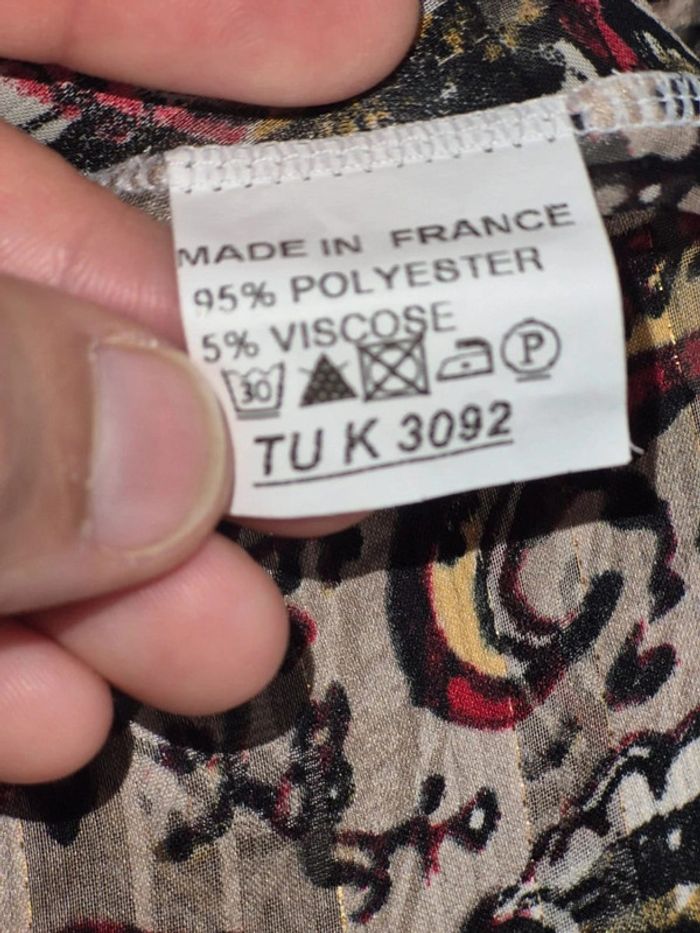 MADE IN FRANCE
95% POLYESTER
5% VISCOSE
30 P
TU K 3092